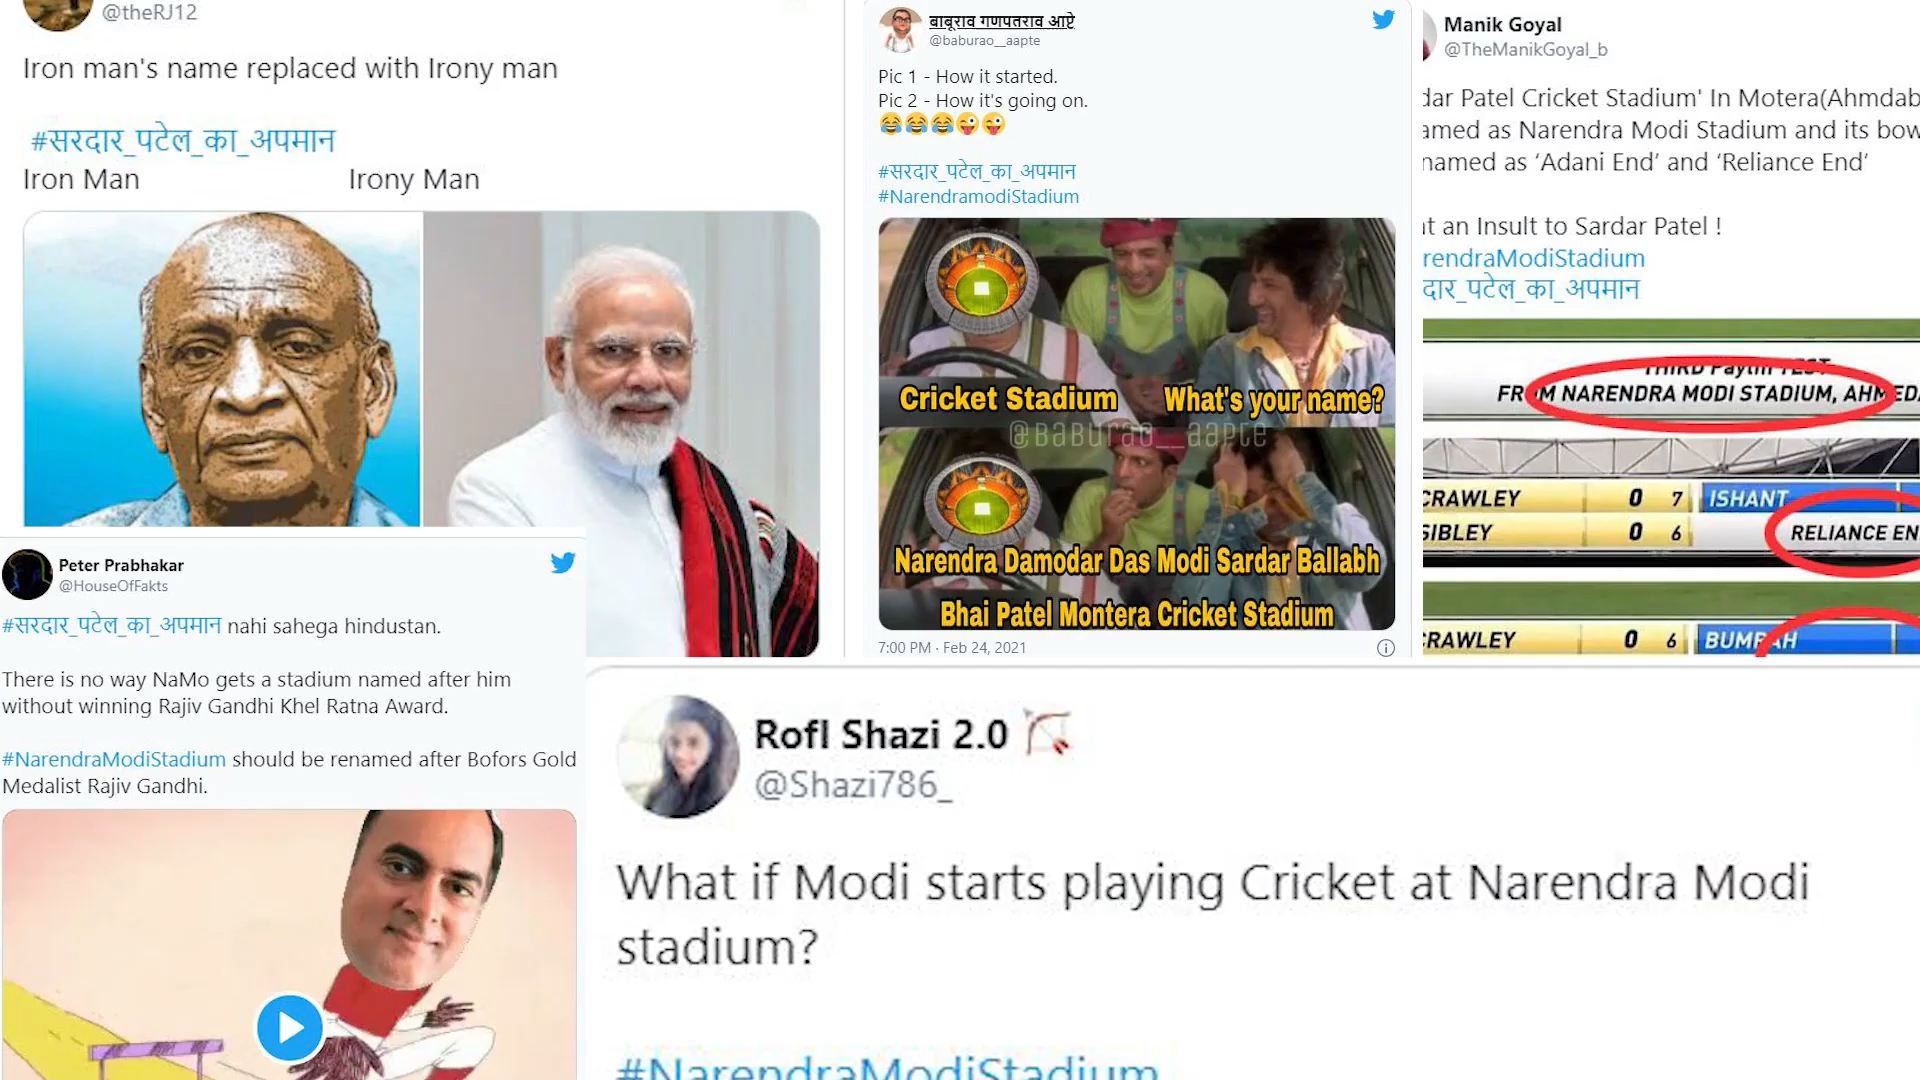 @theRJ12
Iron man's name replaced with Irony man
#सरदार_पटेल_का_अपमान
Iron Man Irony Man
बाबूराव गणपतराव आप्टे
@baburao__aapte
Pic 1 - How it started.
Pic 2 - How it's going on.
😂😂😂😜😜
#सरदार_पटेल_का_अपमान
#NarendramodiStadium
Cricket Stadium What's your name?
@BaBurao__aapte
Narendra Damodar Das Modi Sardar Ballabh
Bhai Patel Montera Cricket Stadium
7:00 PM · Feb 24, 2021
Manik Goyal
@TheManikGoyal_b
dar Patel Cricket Stadium' In Motera(Ahmdab
amed as Narendra Modi Stadium and its bow
named as ‘Adani End’ and ‘Reliance End’
at an Insult to Sardar Patel !
rendraModiStadium
दार_पटेल_का_अपमान
THIRD Paytm TEST
FROM NARENDRA MODI STADIUM, AHMEDA
CRAWLEY 0 7 ISHANT
SIBLEY 0 6 RELIANCE EN
CRAWLEY 0 6 BUMRAH
Peter Prabhakar
@HouseOfFakts
#सरदार_पटेल_का_अपमान nahi sahega hindustan.
There is no way NaMo gets a stadium named after him
without winning Rajiv Gandhi Khel Ratna Award.
#NarendraModiStadium should be renamed after Bofors Gold
Medalist Rajiv Gandhi.
Rofl Shazi 2.0 🏹
@Shazi786_
What if Modi starts playing Cricket at Narendra Modi
stadium?
#NarendraModiStadium